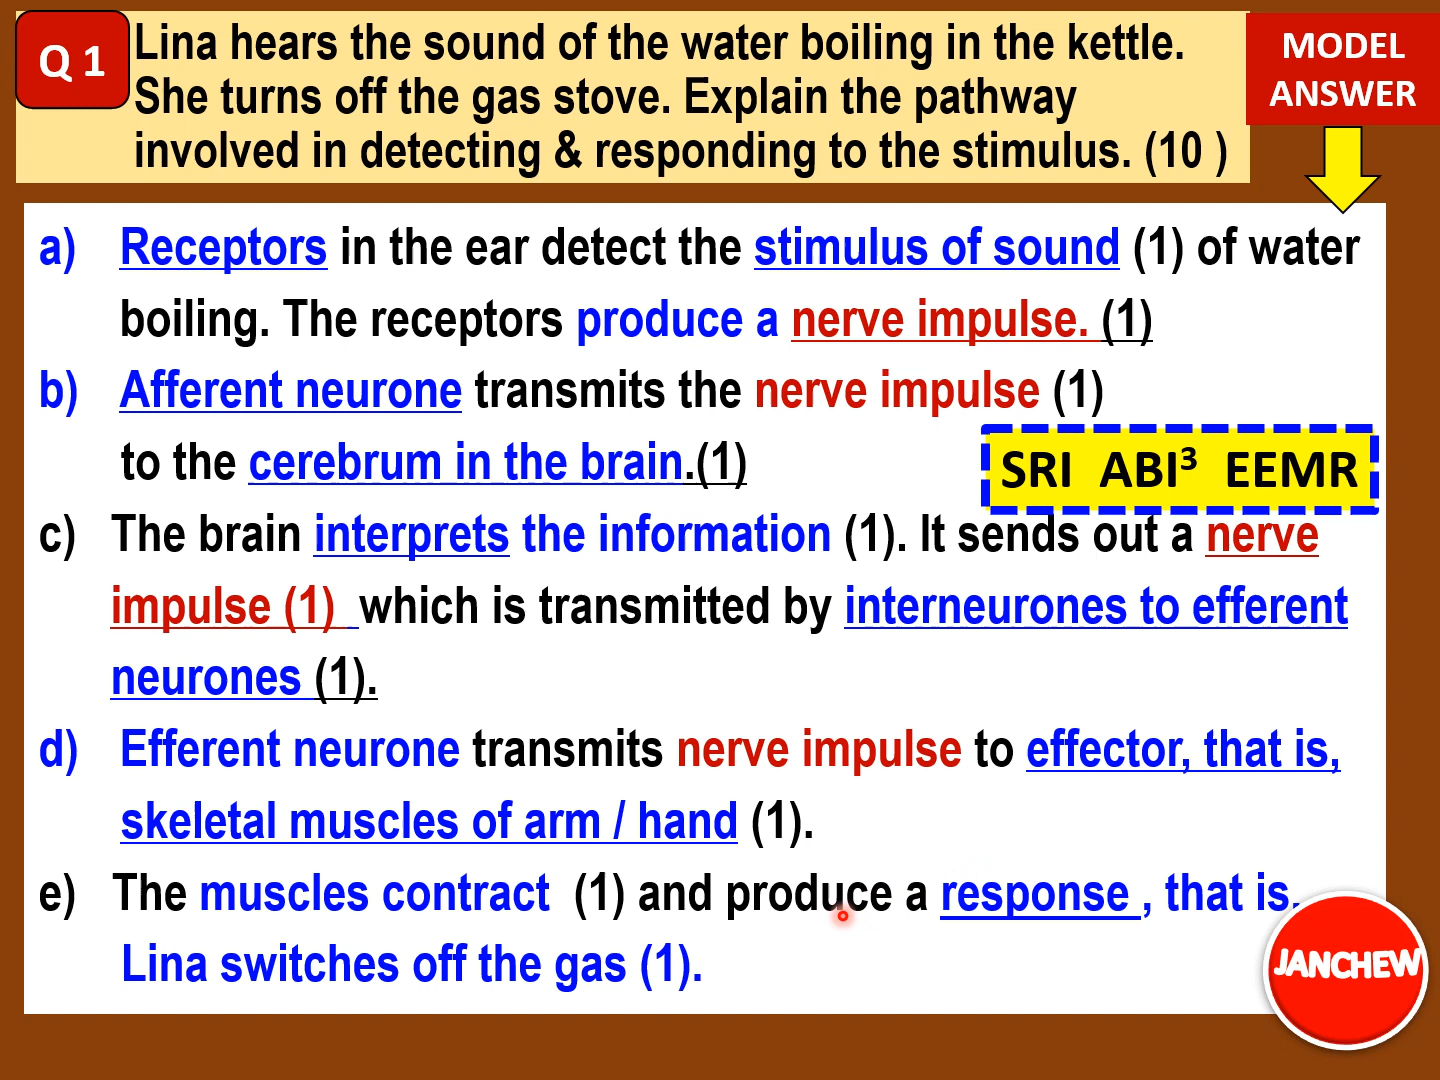 Q 1
Lina hears the sound of the water boiling in the kettle.
She turns off the gas stove. Explain the pathway
involved in detecting & responding to the stimulus. (10 )
MODEL
ANSWER
a) Receptors in the ear detect the stimulus of sound (1) of water
boiling. The receptors produce a nerve impulse. (1)
b) Afferent neurone transmits the nerve impulse (1)
to the cerebrum in the brain.(1)
SRI ABI³ EEMR
c) The brain interprets the information (1). It sends out a nerve
impulse (1) which is transmitted by interneurones to efferent
neurones (1).
d) Efferent neurone transmits nerve impulse to effector, that is,
skeletal muscles of arm / hand (1).
e) The muscles contract (1) and produce a response , that is,
Lina switches off the gas (1).
JANCHEW